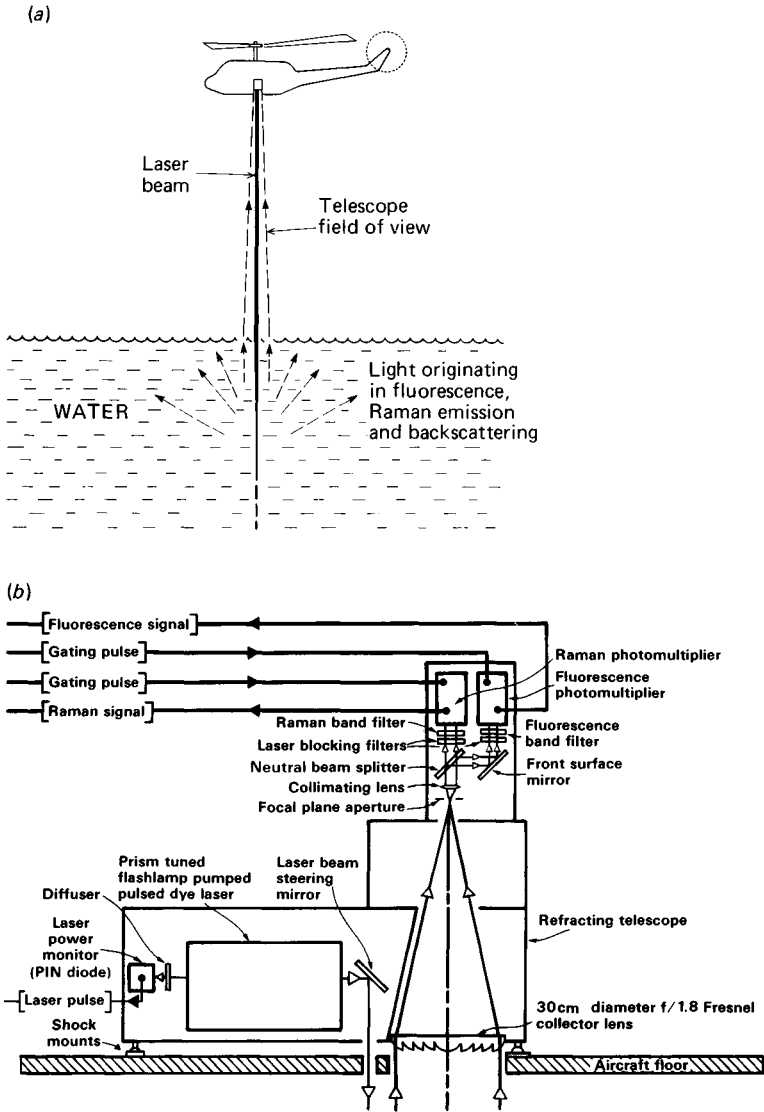 (a)
Laser
beam
Telescope
field of view
WATER
Light originating
in fluorescence,
Raman emission
and backscattering
(b)
Fluorescence signal
Gating pulse
Gating pulse
Raman signal
Raman photomultiplier
Fluorescence
photomultiplier
Raman band filter
Laser blocking filters
Neutral beam splitter
Collimating lens
Focal plane aperture
Fluorescence
band filter
Front surface
mirror
Prism tuned
flashlamp pumped
pulsed dye laser
Laser beam
steering
mirror
Diffuser
Laser
power
monitor
(PIN diode)
Laser pulse
Shock
mounts
Refracting telescope
30cm diameter f/1.8 Fresnel
collector lens
Aircraft floor